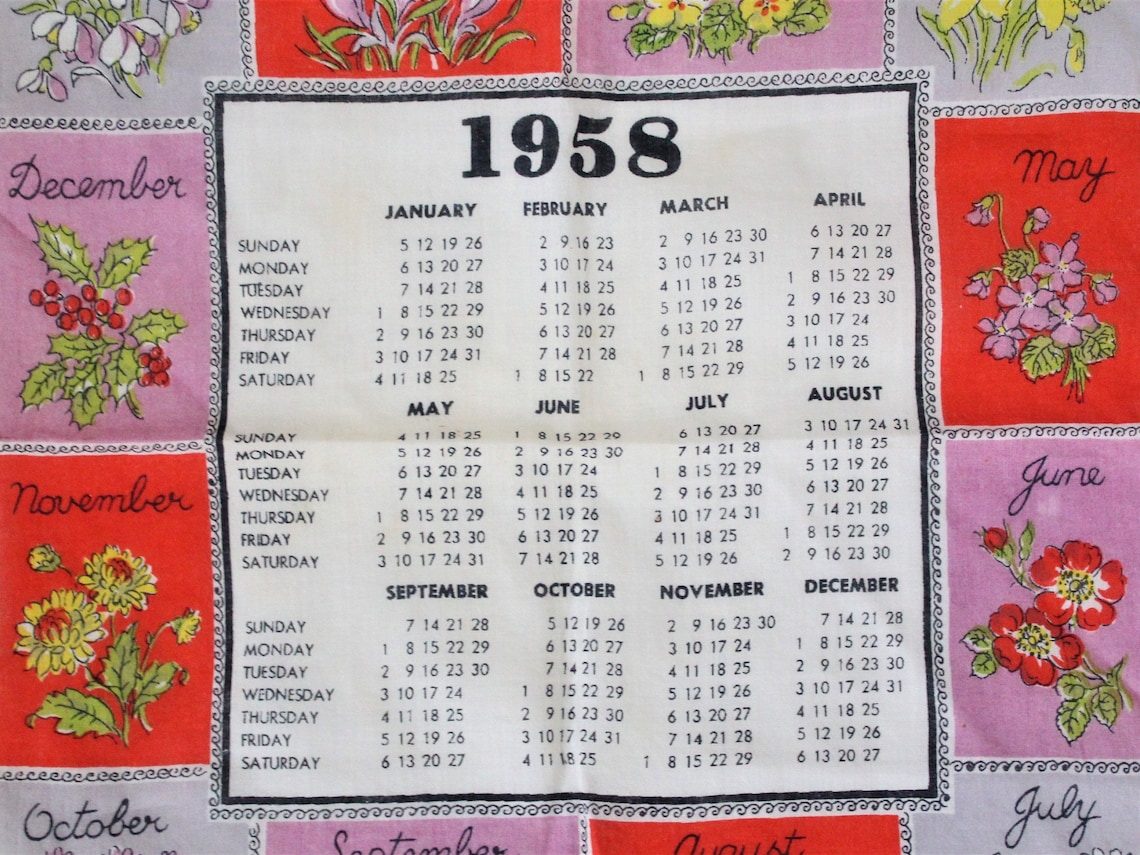 1958
JANUARY FEBRUARY MARCH APRIL
SUNDAY 5 12 19 26 2 9 16 23 2 9 16 23 30 6 13 20 27
MONDAY 6 13 20 27 3 10 17 24 3 10 17 24 31 7 14 21 28
TUESDAY 7 14 21 28 4 11 18 25 4 11 18 25 1 8 15 22 29
WEDNESDAY 1 8 15 22 29 5 12 19 26 5 12 19 26 2 9 16 23 30
THURSDAY 2 9 16 23 30 6 13 20 27 6 13 20 27 3 10 17 24
FRIDAY 3 10 17 24 31 7 14 21 28 7 14 21 28 4 11 18 25
SATURDAY 4 11 18 25 1 8 15 22 1 8 15 22 29 5 12 19 26
MAY JUNE JULY AUGUST
SUNDAY 4 11 18 25 1 8 15 22 29 6 13 20 27 3 10 17 24 31
MONDAY 5 12 19 26 2 9 16 23 30 7 14 21 28 4 11 18 25
TUESDAY 6 13 20 27 3 10 17 24 1 8 15 22 29 5 12 19 26
WEDNESDAY 7 14 21 28 4 11 18 25 2 9 16 23 30 6 13 20 27
THURSDAY 1 8 15 22 29 5 12 19 26 3 10 17 24 31 7 14 21 28
FRIDAY 2 9 16 23 30 6 13 20 27 4 11 18 25 1 8 15 22 29
SATURDAY 3 10 17 24 31 7 14 21 28 5 12 19 26 2 9 16 23 30
SEPTEMBER OCTOBER NOVEMBER DECEMBER
SUNDAY 7 14 21 28 5 12 19 26 2 9 16 23 30 7 14 21 28
MONDAY 1 8 15 22 29 6 13 20 27 3 10 17 24 1 8 15 22 29
TUESDAY 2 9 16 23 30 7 14 21 28 4 11 18 25 2 9 16 23 30
WEDNESDAY 3 10 17 24 1 8 15 22 29 5 12 19 26 3 10 17 24 31
THURSDAY 4 11 18 25 2 9 16 23 30 6 13 20 27 4 11 18 25
FRIDAY 5 12 19 26 3 10 17 24 31 7 14 21 28 5 12 19 26
SATURDAY 6 13 20 27 4 11 18 25 1 8 15 22 29 6 13 20 27
December
May
November
June
October
September
August
July